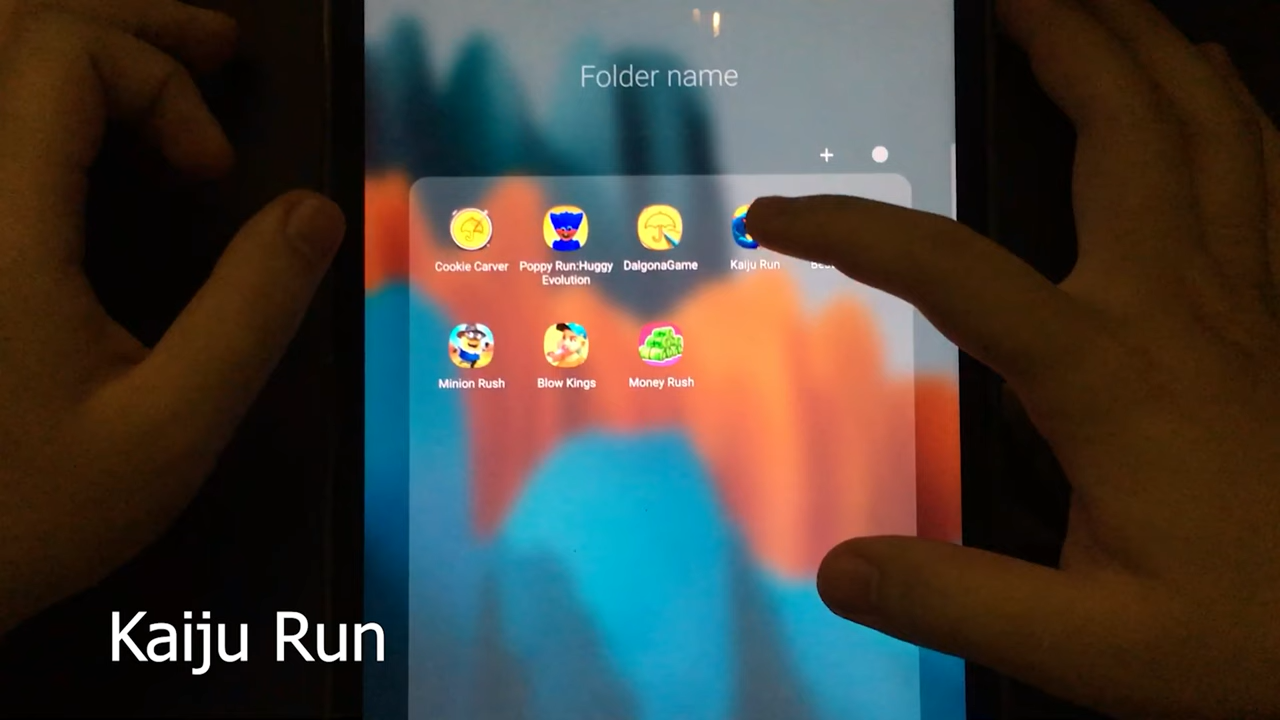 Folder name
Cookie Carver
Poppy Run:Huggy
Evolution
DalgonaGame
Kaiju Run
Minion Rush
Blow Kings
Money Rush
Kaiju Run